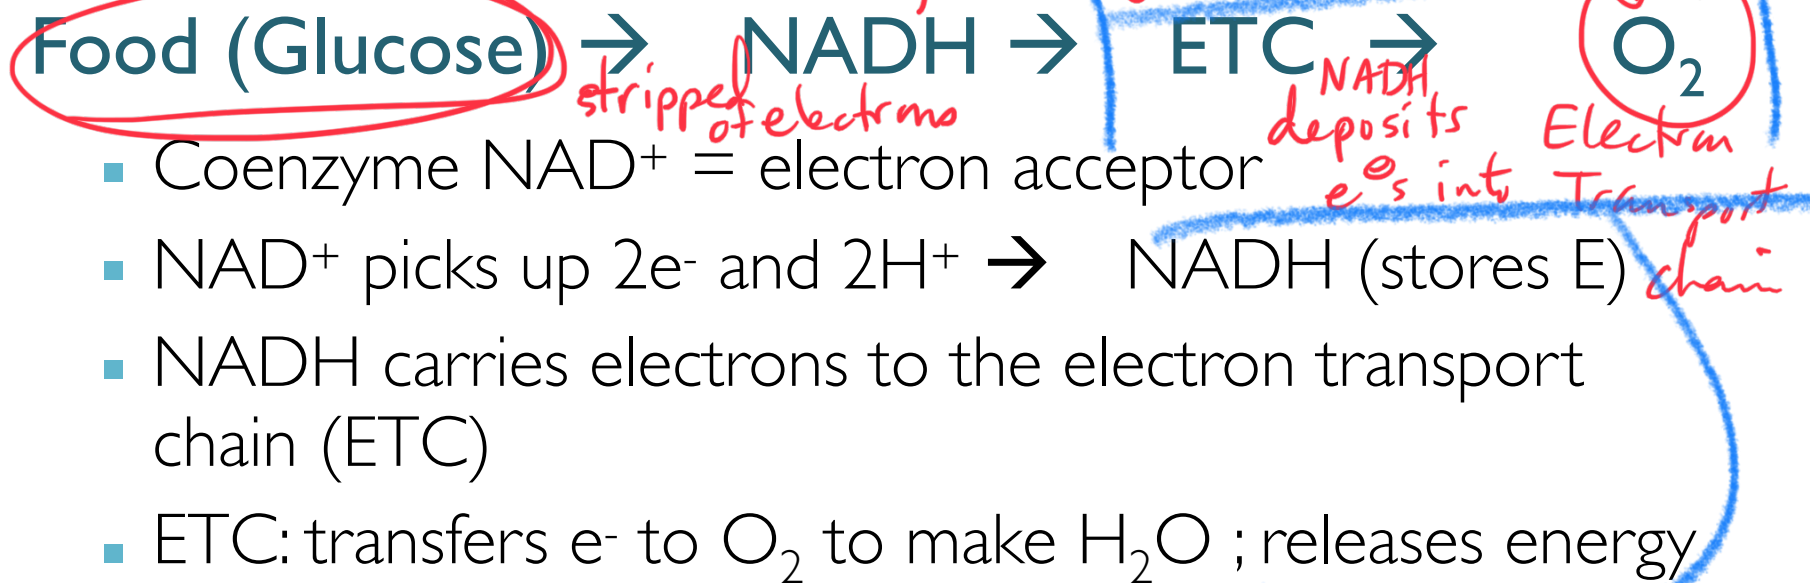 Food (Glucose) → NADH → ETC → O₂
stripped of electrons
NADH deposits e⊖s into Electron Transport chain
Coenzyme NAD⁺ = electron acceptor
NAD⁺ picks up 2e⁻ and 2H⁺ → NADH (stores E)
NADH carries electrons to the electron transport
chain (ETC)
ETC: transfers e⁻ to O₂ to make H₂O ; releases energy